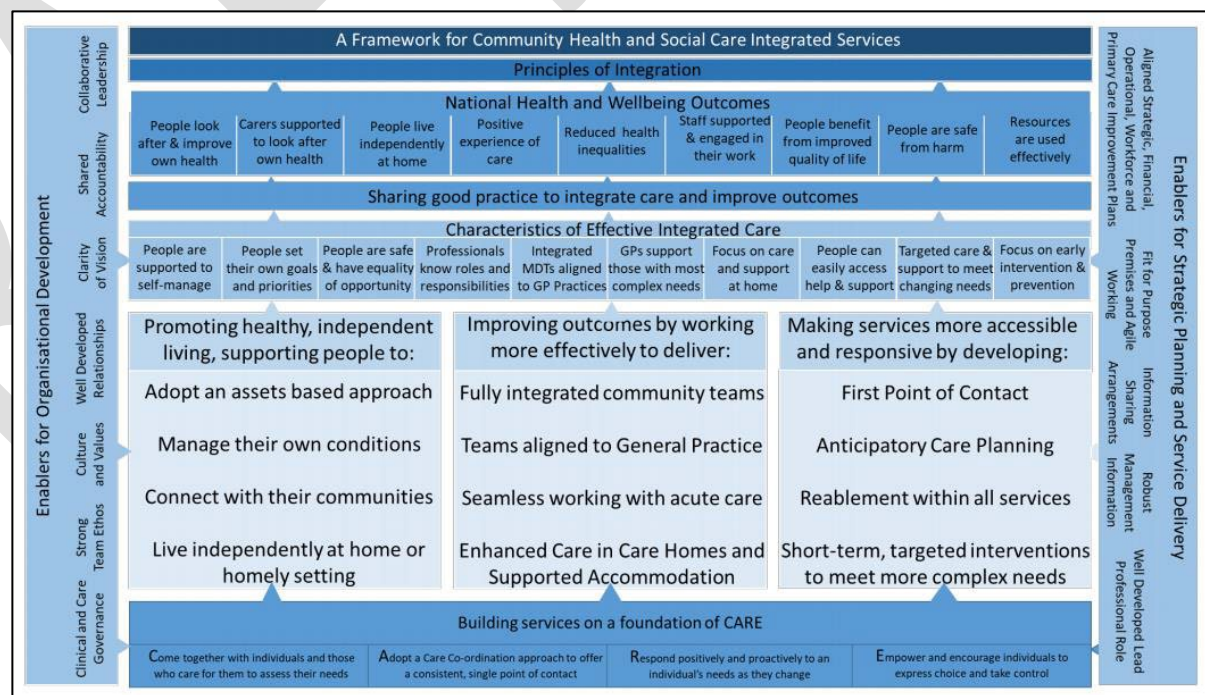 A Framework for Community Health and Social Care Integrated Services
Principles of Integration
National Health and Wellbeing Outcomes
People look
after & improve
own health
Carers supported
to look after
own health
People live
independently
at home
Positive
experience of
care
Reduced health
inequalities
Staff supported
& engaged in
their work
People benefit
from improved
quality of life
People are safe
from harm
Resources
are used
effectively
Sharing good practice to integrate care and improve outcomes
Characteristics of Effective Integrated Care
People are
supported to
self-manage
People set
their own goals
and priorities
People are safe
& have equality
of opportunity
Professionals
know roles and
responsibilities
Integrated
MDTs aligned
to GP Practices
GPs support
those with most
complex needs
Focus on care
and support
at home
People can
easily access
help & support
Targeted care &
support to meet
changing needs
Focus on early
intervention &
prevention
Promoting healthy, independent
living, supporting people to:
Adopt an assets based approach
Manage their own conditions
Connect with their communities
Live independently at home or
homely setting
Improving outcomes by working
more effectively to deliver:
Fully integrated community teams
Teams aligned to General Practice
Seamless working with acute care
Enhanced Care in Care Homes and
Supported Accommodation
Making services more accessible
and responsive by developing:
First Point of Contact
Anticipatory Care Planning
Reablement within all services
Short-term, targeted interventions
to meet more complex needs
Building services on a foundation of CARE
Come together with individuals and those
who care for them to assess their needs
Adopt a Care Co-ordination approach to offer
a consistent, single point of contact
Respond positively and proactively to an
individual's needs as they change
Empower and encourage individuals to
express choice and take control
Enablers for Organisational Development
Collaborative
Leadership
Shared
Accountability
Clarity
of Vision
Well Developed
Relationships
Culture
and Values
Strong
Team Ethos
Clinical and Care
Governance
Enablers for Strategic Planning and Service Delivery
Aligned Strategic, Financial,
Operational, Workforce and
Primary Care Improvement Plans
Fit for Purpose
Premises and Agile
Working
Information
Sharing
Arrangements
Robust
Management
Information
Well Developed Lead
Professional Role